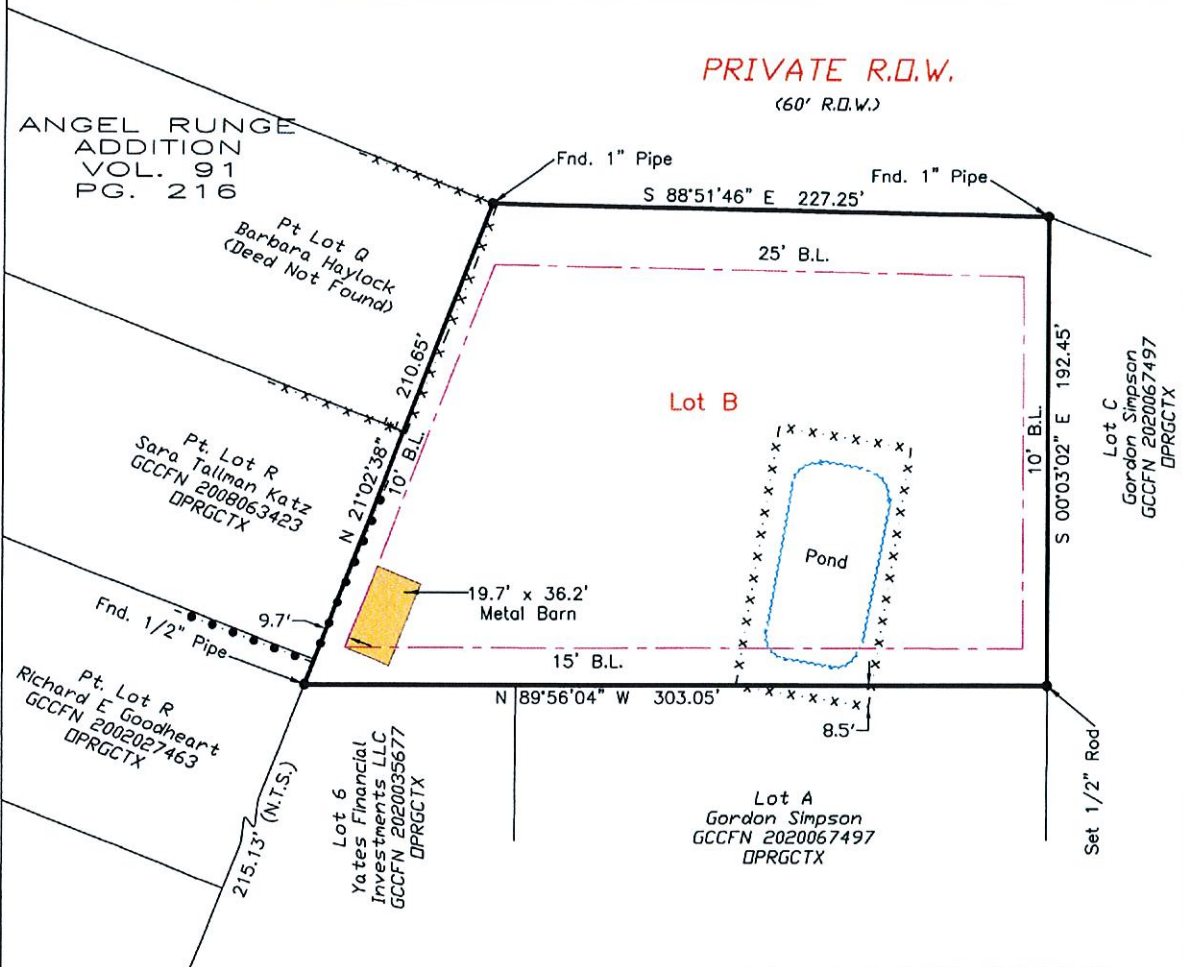 PRIVATE R.O.W.
(60' R.O.W.)
ANGEL RUNGE
ADDITION
VOL. 91
PG. 216
Fnd. 1" Pipe
Fnd. 1" Pipe
S 88°51'46" E 227.25'
Pt Lot Q
Barbara Haylock
(Deed Not Found)
25' B.L.
N 21°02'38" E 210.65'
10' B.L.
Lot B
10' B.L.
S 00°03'02" E 192.45'
Lot C
Gordon Simpson
GCCFN 2020067497
OPRGCTX
Pt. Lot R
Sara Tallman Katz
GCCFN 2008063423
OPRGCTX
Pond
19.7' x 36.2'
Metal Barn
9.7'
Fnd. 1/2" Pipe
15' B.L.
N 89°56'04" W 303.05'
8.5'
Pt. Lot R
Richard E Goodheart
GCCFN 2002027463
OPRGCTX
215.13' (N.T.S.)
Lot 6
Yates Financial
Investments LLC
GCCFN 2020035677
OPRGCTX
Lot A
Gordon Simpson
GCCFN 2020067497
OPRGCTX
Set 1/2" Rod